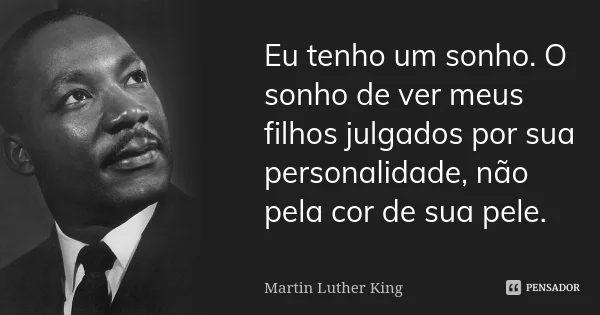 Eu tenho um sonho. O
sonho de ver meus
filhos julgados por sua
personalidade, não
pela cor de sua pele.
Martin Luther King
PENSADOR